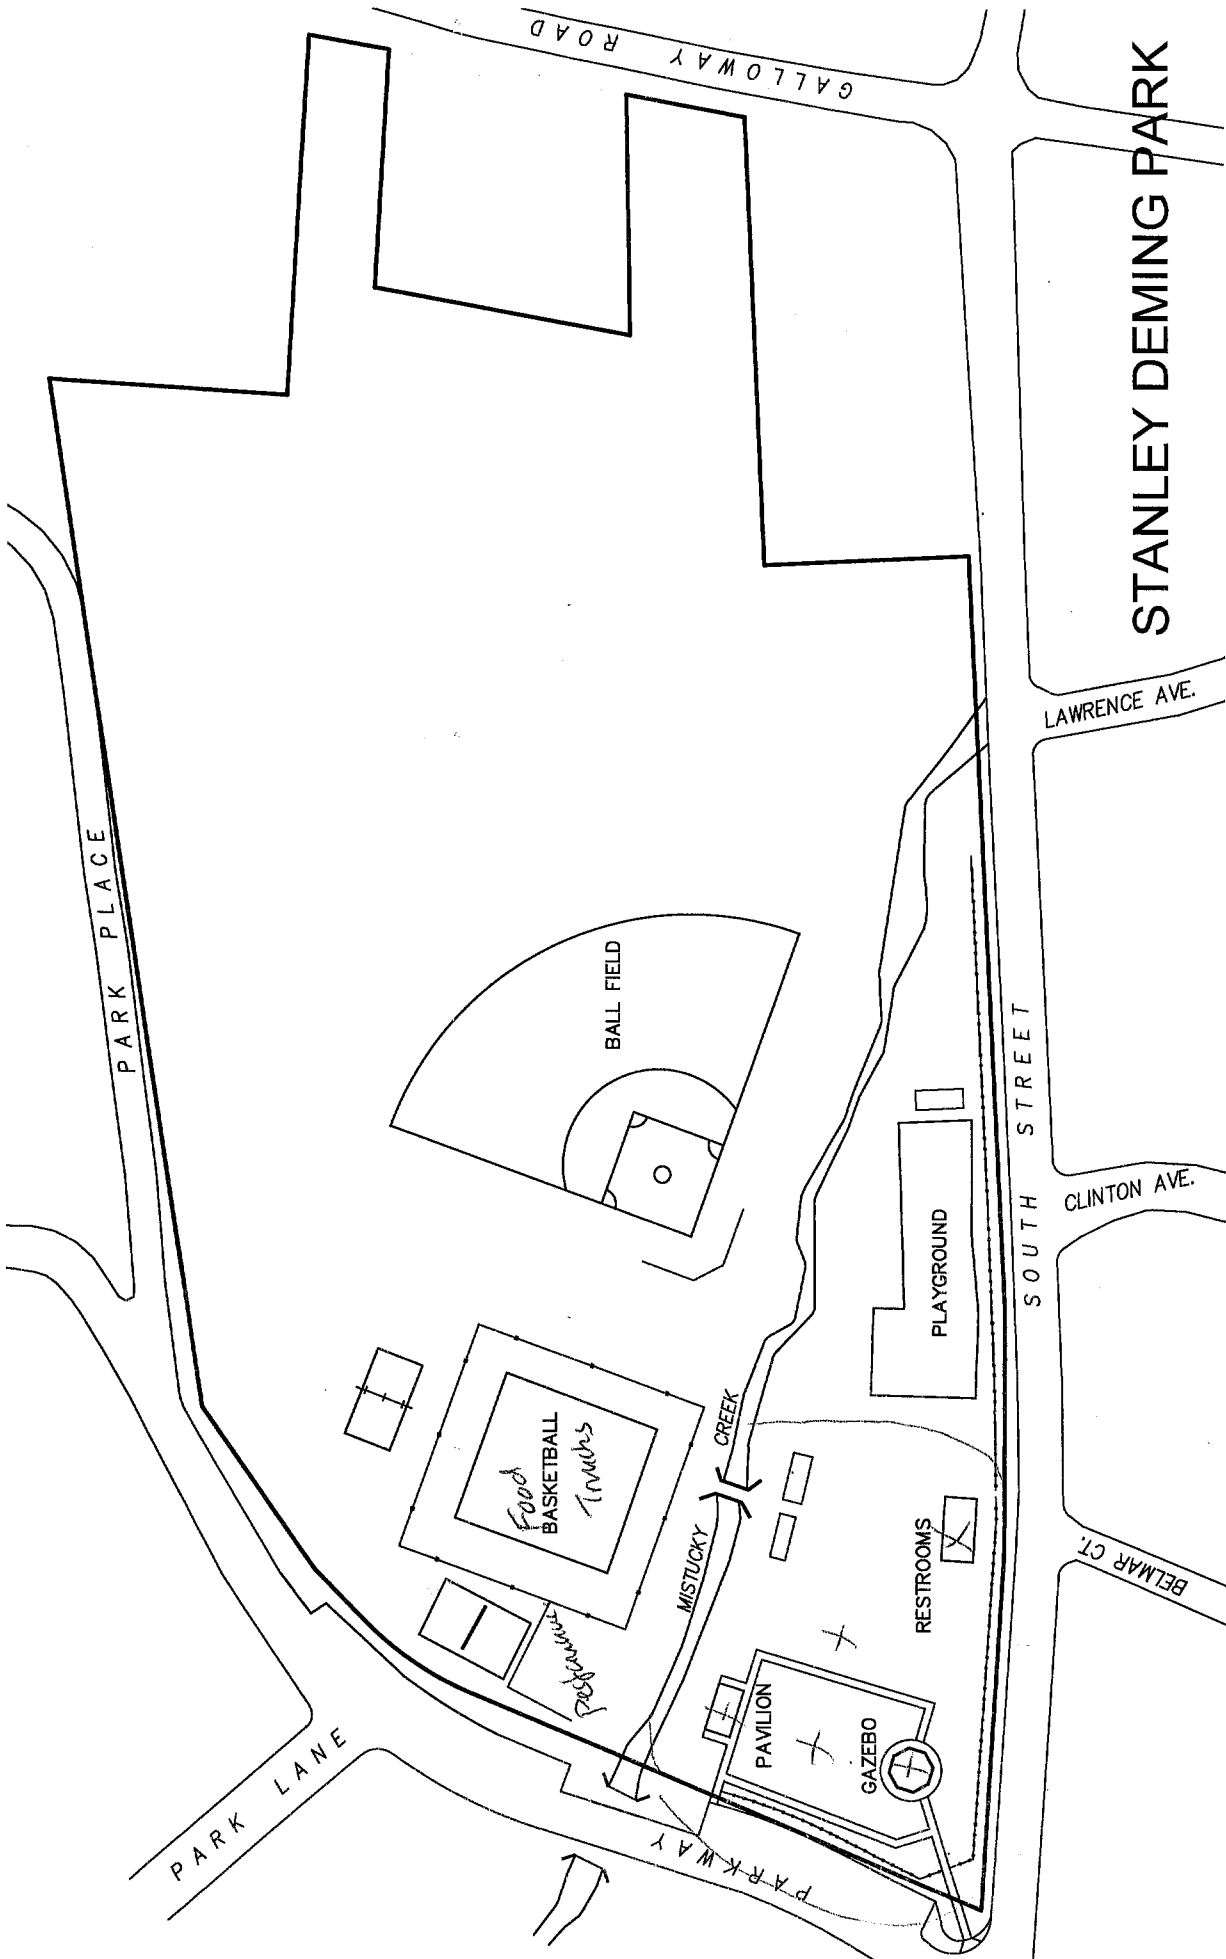 STANLEY DEMING PARK
GALLOWAY ROAD
PARK PLACE
PARK LANE
PARKWAY
SOUTH STREET
LAWRENCE AVE.
CLINTON AVE.
BELMAR CT.
BALL FIELD
Food
BASKETBALL
Trucks
MISTUCKY
CREEK
PLAYGROUND
RESTROOMS
PAVILION
GAZEBO